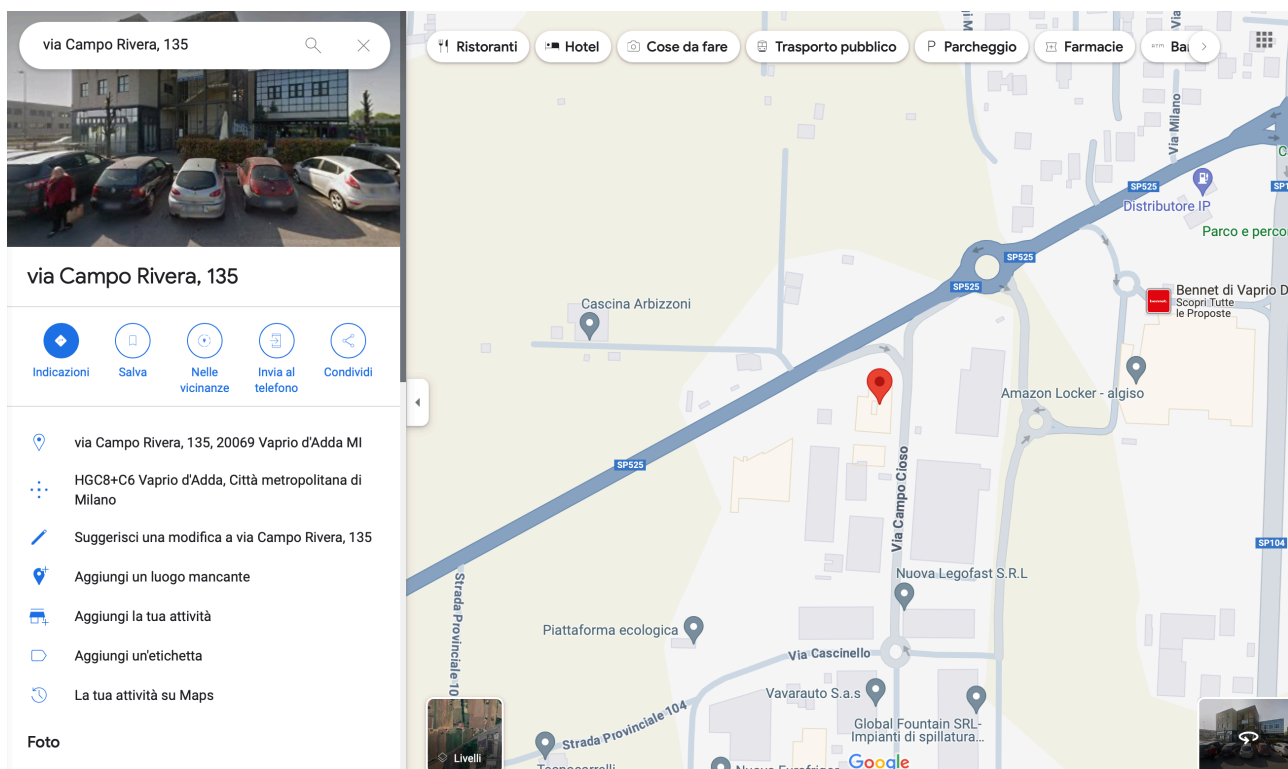 via Campo Rivera, 135
via Campo Rivera, 135
Indicazioni
Salva
Nelle
vicinanze
Invia al
telefono
Condividi
via Campo Rivera, 135, 20069 Vaprio d'Adda MI
HGC8+C6 Vaprio d'Adda, Città metropolitana di
Milano
Suggerisci una modifica a via Campo Rivera, 135
Aggiungi un luogo mancante
Aggiungi la tua attività
Aggiungi un'etichetta
La tua attività su Maps
Foto
Ristoranti
Hotel
Cose da fare
Trasporto pubblico
P Parcheggio
Farmacie
ATM Ba
Via M
Via
Via Milano
SP525
SP1
C
Distributore IP
Parco e perco
SP525
SP525
Bennet di Vaprio D
Scopri Tutte
le Proposte
Cascina Arbizzoni
Amazon Locker - algiso
SP525
Via Campo Cioso
SP104
Nuova Legofast S.R.L
Strada Provinciale 10
Piattaforma ecologica
Via Cascinello
Vavarauto S.a.s
Strada Provinciale 104
Global Fountain SRL-
Impianti di spillatura...
Livelli
Google